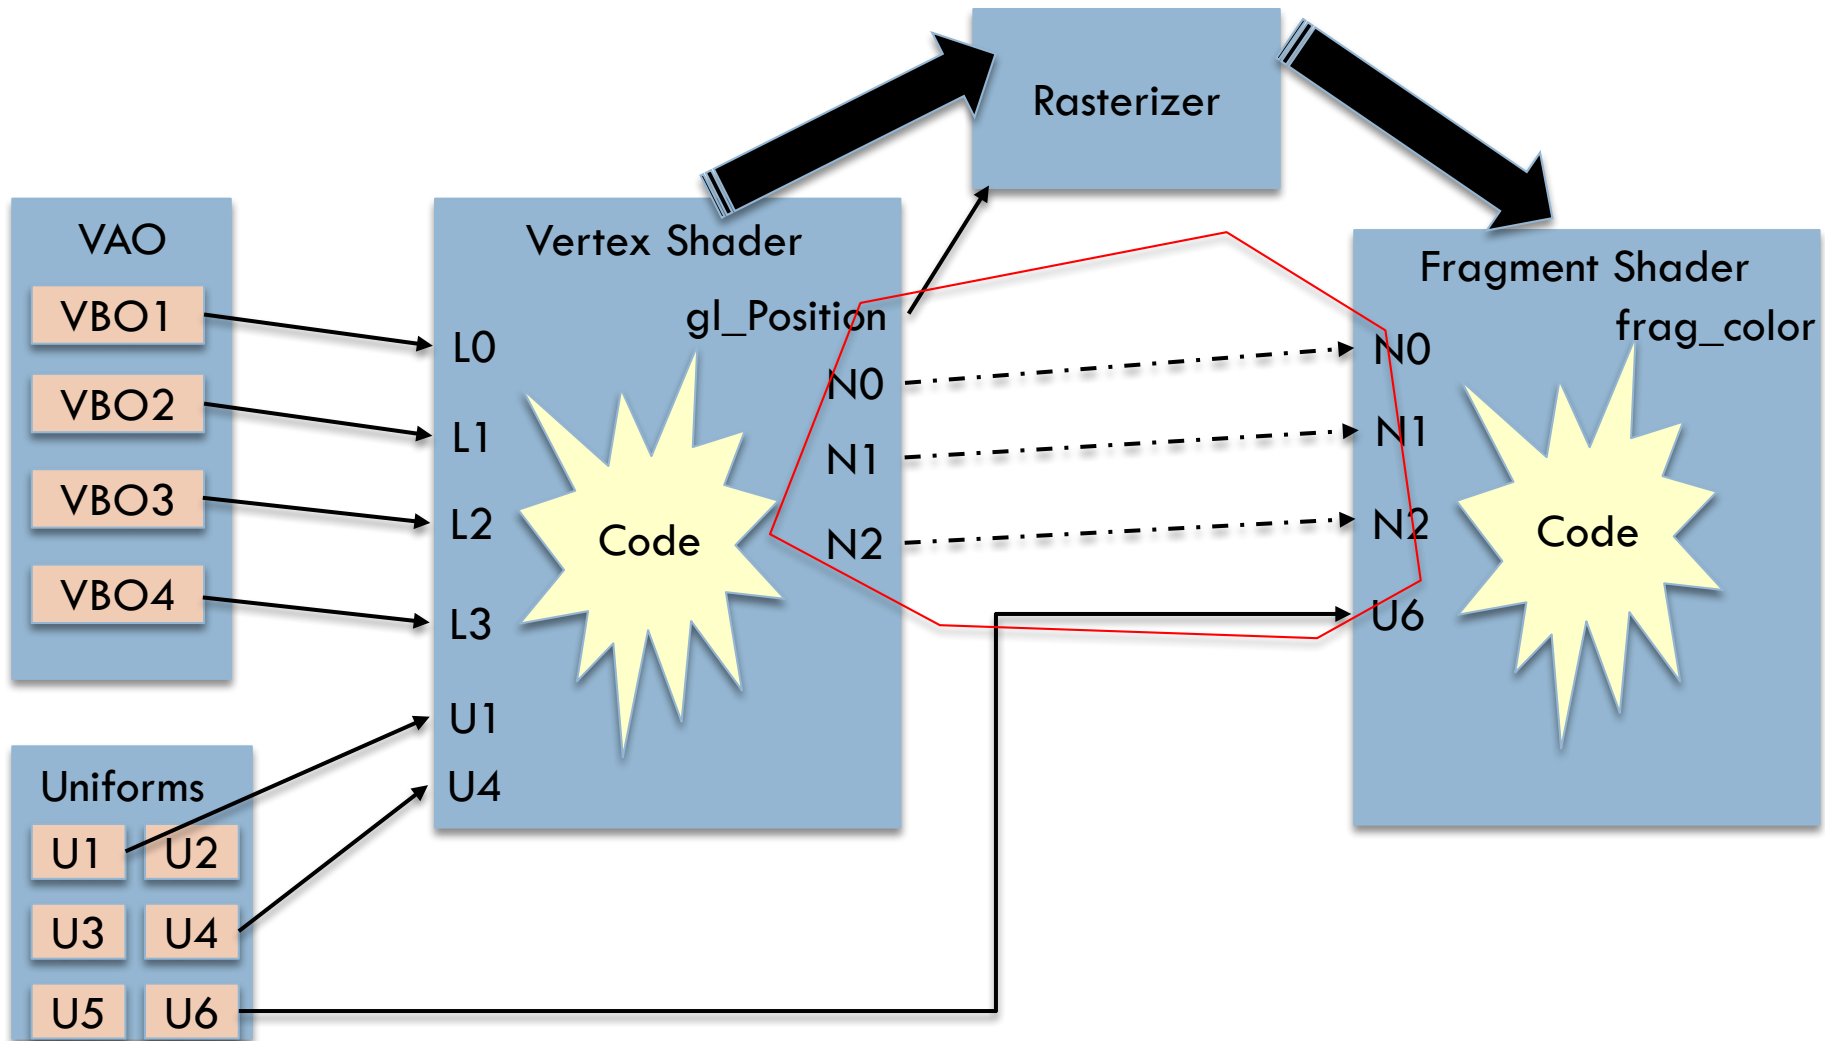 Rasterizer
VAO
VBO1
VBO2
VBO3
VBO4
Vertex Shader
gl_Position
L0
L1
L2
L3
U1
U4
N0
N1
N2
Code
Fragment Shader
frag_color
N0
N1
N2
U6
Code
Uniforms
U1 U2
U3 U4
U5 U6